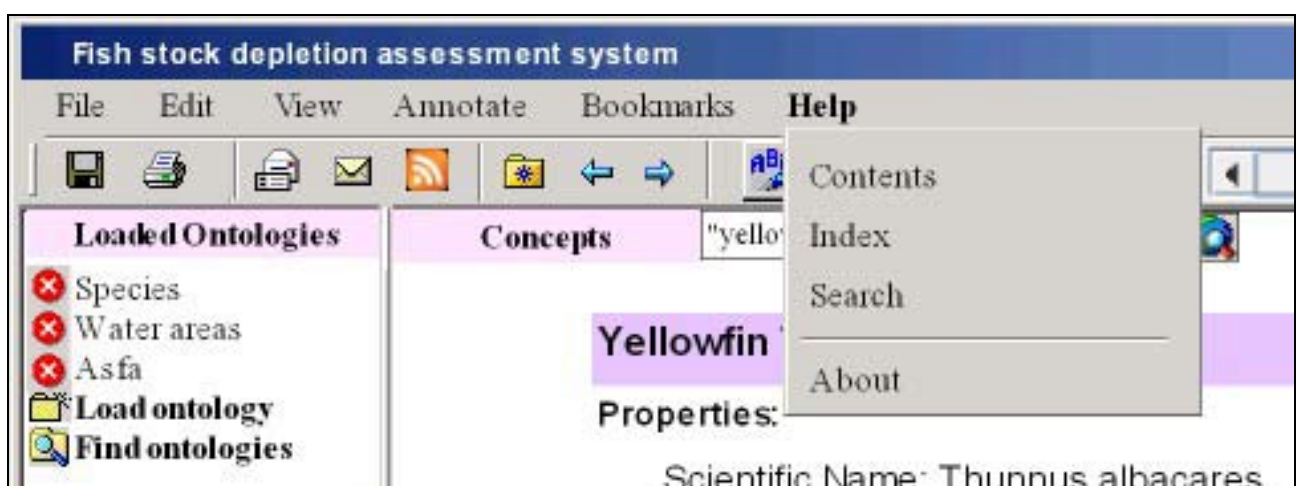 Fish stock depletion assessment system
File Edit View Annotate Bookmarks Help
Contents
Index
Search
About
Loaded Ontologies
Species
Water areas
Asfa
Load ontology
Find ontologies
Concepts
Yellowfin
Properties:
Scientific Name: Thunnus albacares